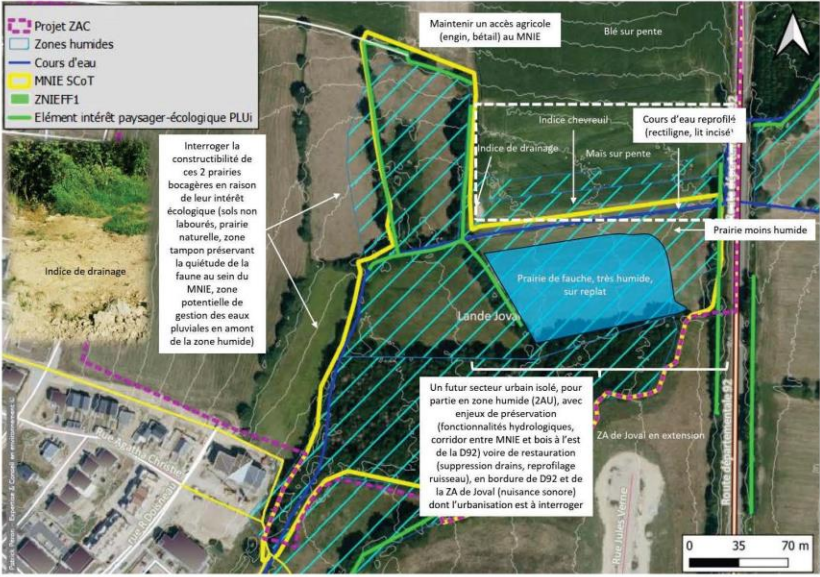 Projet ZAC
Zones humides
Cours d'eau
MNIE SCoT
ZNIEFF1
Elément intérêt paysager-écologique PLUi
Maintenir un accès agricole
(engin, bétail) au MNIE
Blé sur pente
Indice chevreuil
Cours d'eau reprofilé
(rectiligne, lit incisé)
Indice de drainage
Maïs sur pente
Prairie moins humide
Interroger la
constructibilité de
ces 2 prairies
bocagères en raison
de leur intérêt
écologique (sols non
labourés, prairie
naturelle, zone
tampon préservant
la quiétude de la
faune au sein du
MNIE, zone
potentielle de
gestion des eaux
pluviales en amont
de la zone humide)
Indice de drainage
Prairie de fauche, très humide,
sur replat
Lande Joval
Un futur secteur urbain isolé, pour
partie en zone humide (2AU), avec
enjeux de préservation
(fonctionnalités hydrologiques,
corridor entre MNIE et bois à l'est
de la D92) voire de restauration
(suppression drains, reprofilage
ruisseau), en bordure de D92 et de
la ZA de Joval (nuisance sonore)
dont l'urbanisation est à interroger
ZA de Joval en extension
Route départementale 92
Rue Jules Verne
Rue Agatha Christie
rue R Doisneau
0 35 70 m